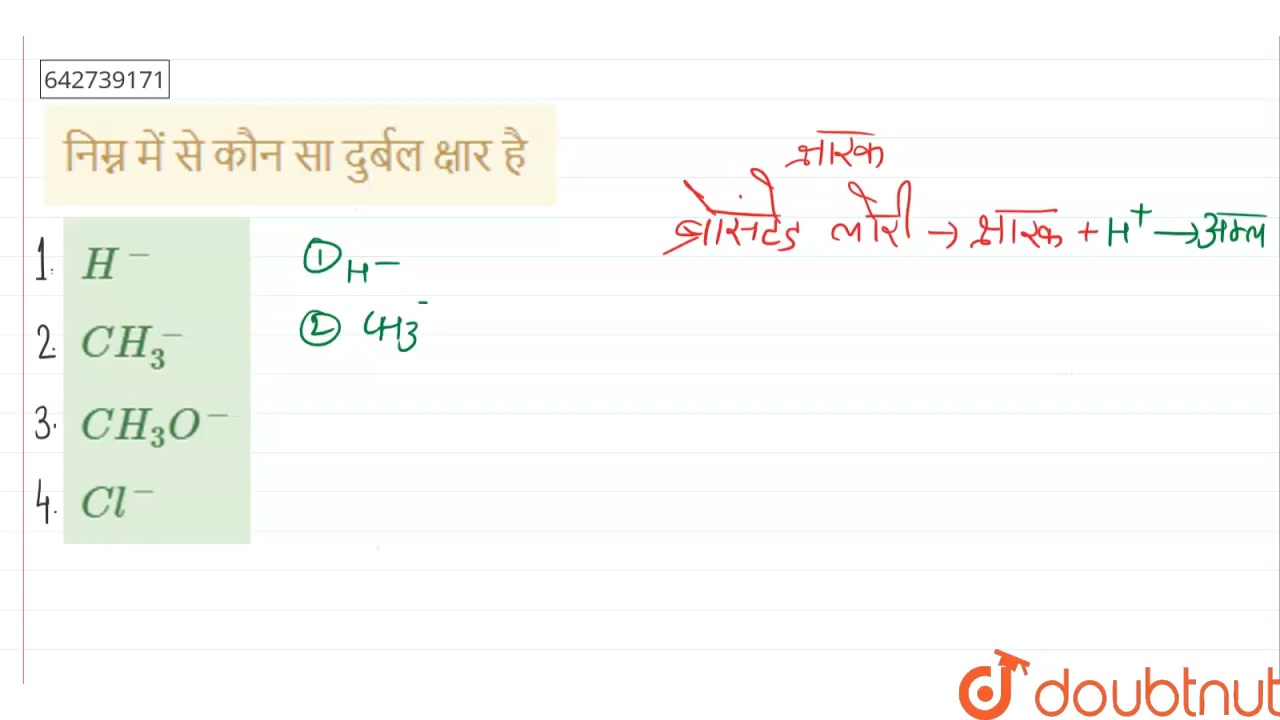 642739171
निम्न में से कौन सा दुर्बल क्षार है
क्षारक
ब्रोंसटेड लोरी → क्षारक + H⁺ → अम्ल
1. H⁻
① H⁻
2. CH₃⁻
② CH₃⁻
3. CH₃O⁻
4. Cl⁻
doubtnut